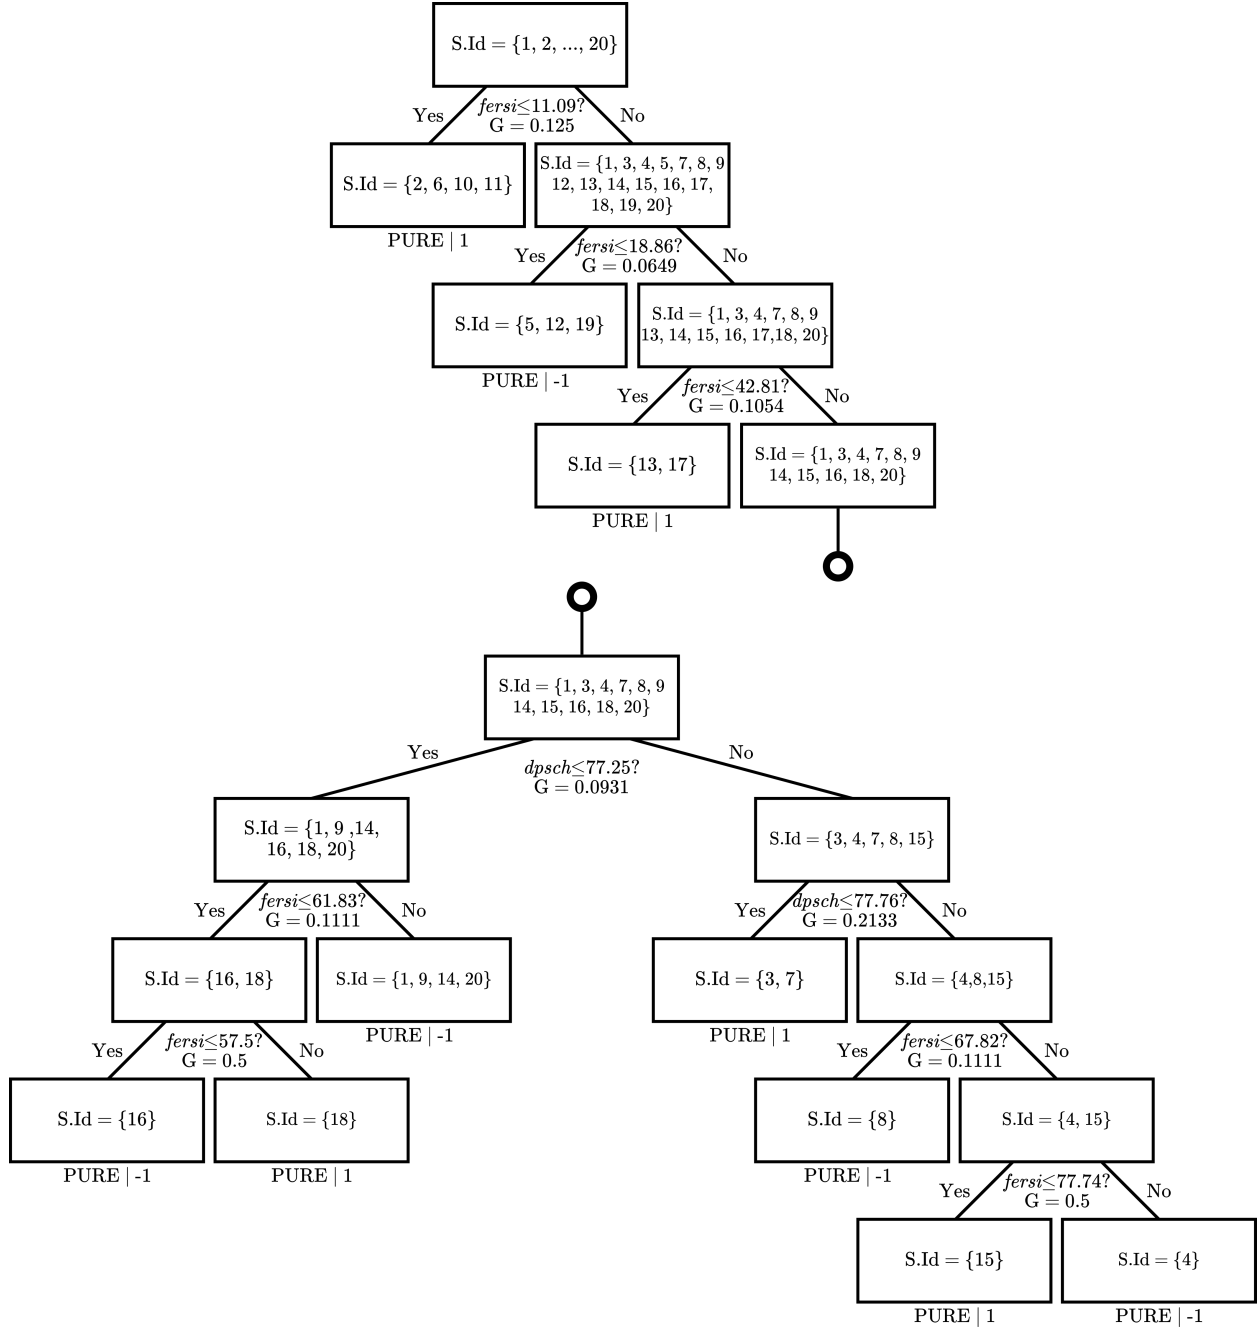 S.Id = {1, 2, ..., 20}
Yes
fersi≤11.09?
G = 0.125
No
S.Id = {2, 6, 10, 11}
PURE | 1
S.Id = {1, 3, 4, 5, 7, 8, 9
12, 13, 14, 15, 16, 17,
18, 19, 20}
Yes
fersi≤18.86?
G = 0.0649
No
S.Id = {5, 12, 19}
PURE | -1
S.Id = {1, 3, 4, 7, 8, 9
13, 14, 15, 16, 17,18, 20}
Yes
fersi≤42.81?
G = 0.1054
No
S.Id = {13, 17}
PURE | 1
S.Id = {1, 3, 4, 7, 8, 9
14, 15, 16, 18, 20}
S.Id = {1, 3, 4, 7, 8, 9
14, 15, 16, 18, 20}
Yes
dpsch≤77.25?
G = 0.0931
No
S.Id = {1, 9 ,14,
16, 18, 20}
S.Id = {3, 4, 7, 8, 15}
Yes
fersi≤61.83?
G = 0.1111
No
Yes
dpsch≤77.76?
G = 0.2133
No
S.Id = {16, 18}
S.Id = {1, 9, 14, 20}
PURE | -1
S.Id = {3, 7}
PURE | 1
S.Id = {4,8,15}
Yes
fersi≤57.5?
G = 0.5
No
Yes
fersi≤67.82?
G = 0.1111
No
S.Id = {16}
PURE | -1
S.Id = {18}
PURE | 1
S.Id = {8}
PURE | -1
S.Id = {4, 15}
Yes
fersi≤77.74?
G = 0.5
No
S.Id = {15}
PURE | 1
S.Id = {4}
PURE | -1